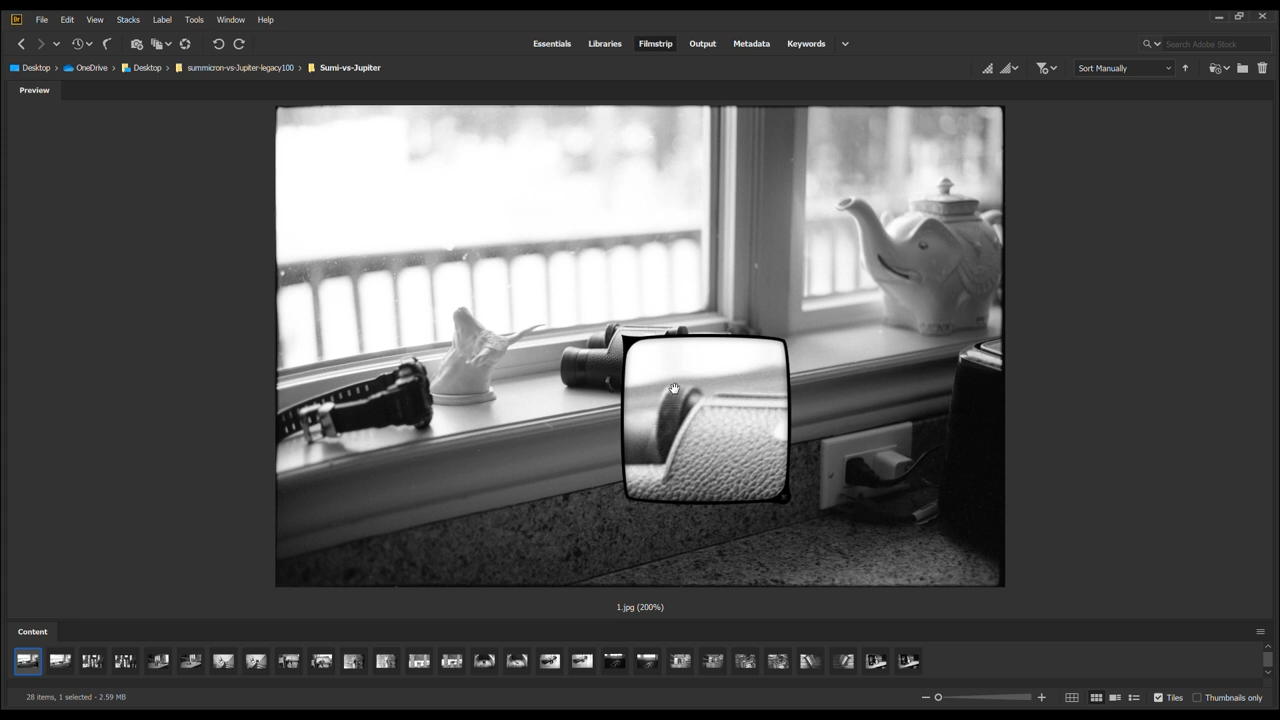 Br File Edit View Stacks Label Tools Window Help
Essentials Libraries Filmstrip Output Metadata Keywords Search Adobe Stock
Desktop OneDrive Desktop summicron-vs-Jupiter-legacy100 Sumi-vs-Jupiter Sort Manually
Preview
1.jpg (200%)
Content
28 items, 1 selected - 2.59 MB Tiles Thumbnails only